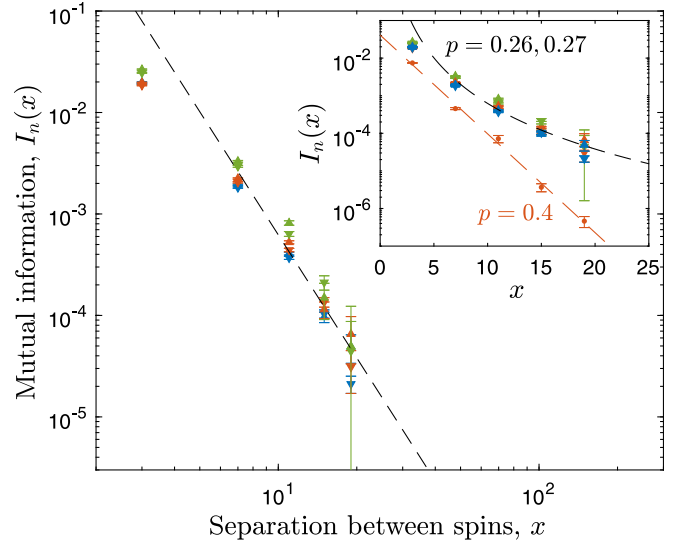 10^{-1}
10^{-2}
10^{-3}
10^{-4}
10^{-5}
Mutual information, I_n(x)
10^1
10^2
Separation between spins, x
10^{-2}
10^{-4}
10^{-6}
I_n(x)
p = 0.26, 0.27
p = 0.4
0 5 10 15 20 25
x